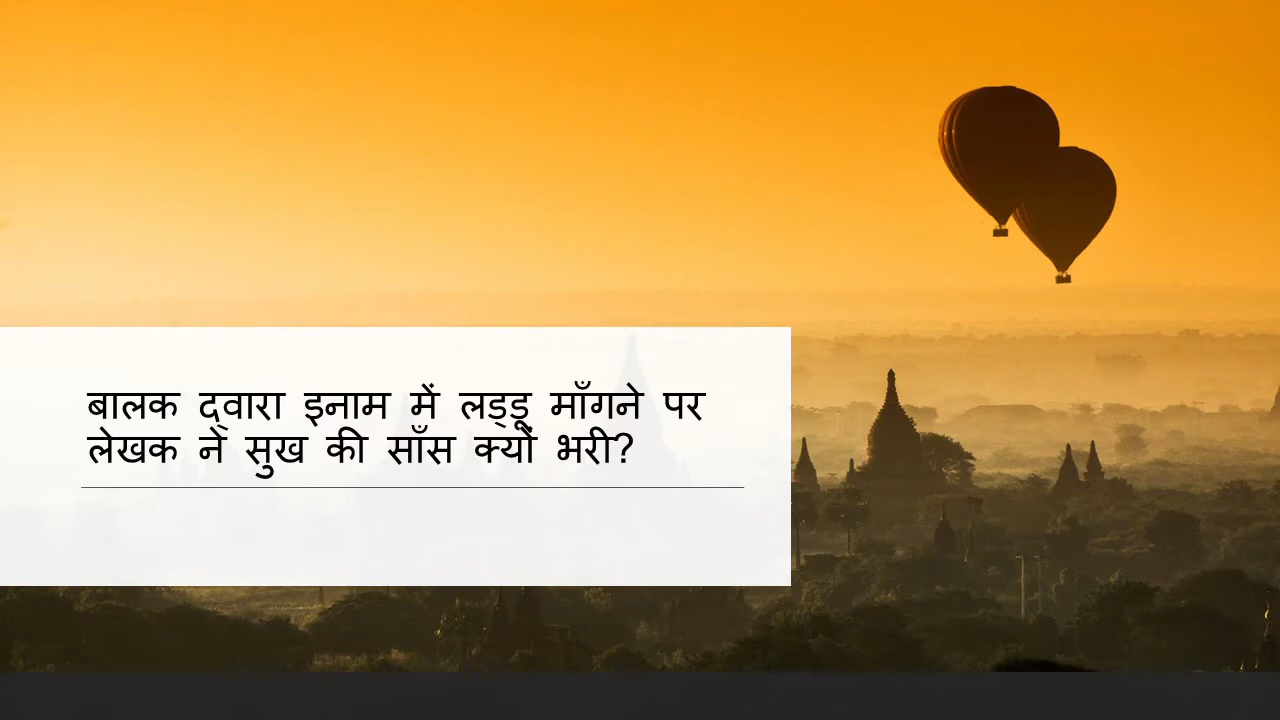 बालक द्वारा इनाम में लड्डू माँगने पर
लेखक ने सुख की साँस क्यों भरी?